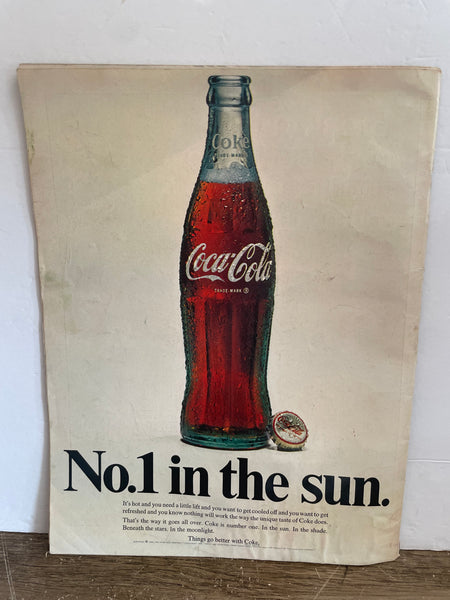 Coke
TRADE-MARK
Coca-Cola
TRADE-MARK ®
No.1 in the sun.
It's hot and you need a little lift and you want to get cooled off and you want to get
refreshed and you know nothing will work the way the unique taste of Coke does.
That's the way it goes all over. Coke is number one. In the sun. In the shade.
Beneath the stars. In the moonlight.
Things go better with Coke.